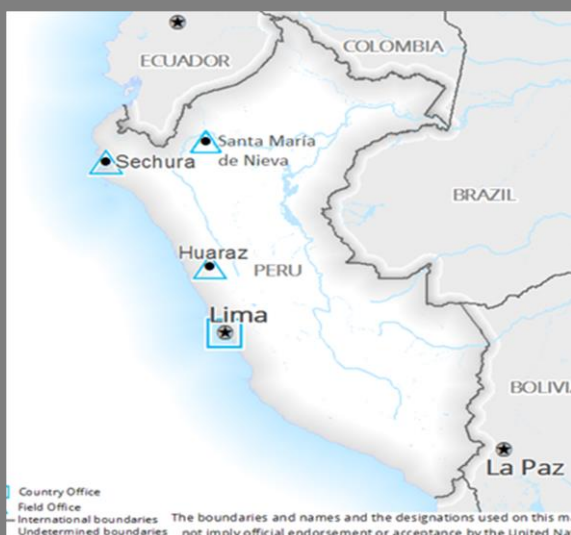 COLOMBIA
ECUADOR
Santa María
de Nieva
Sechura
BRAZIL
Huaraz
PERU
Lima
BOLIVIA
La Paz
Country Office
Field Office
International boundaries
Undetermined boundaries
The boundaries and names and the designations used on this m
not imply official endorsement or acceptance by the United Nat